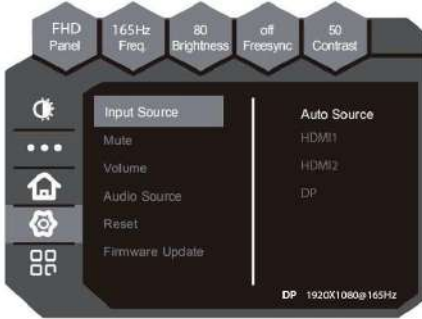 FHD
Panel
165Hz
Freq.
80
Brightness
off
Freesync
50
Contrast
Input Source
Mute
Volume
Audio Source
Reset
Firmware Update
Auto Source
HDMI1
HDMI2
DP
DP 1920X1080@165Hz